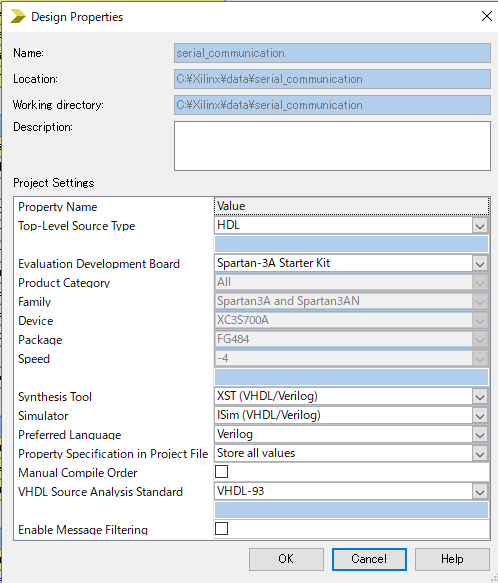 Design Properties
Name: serial_communication
Location: C:¥Xilinx¥data¥serial_communication
Working directory: C:¥Xilinx¥data¥serial_communication
Description:
Project Settings
Property Name Value
Top-Level Source Type HDL
Evaluation Development Board Spartan-3A Starter Kit
Product Category All
Family Spartan3A and Spartan3AN
Device XC3S700A
Package FG484
Speed -4
Synthesis Tool XST (VHDL/Verilog)
Simulator ISim (VHDL/Verilog)
Preferred Language Verilog
Property Specification in Project File Store all values
Manual Compile Order
VHDL Source Analysis Standard VHDL-93
Enable Message Filtering
OK Cancel Help